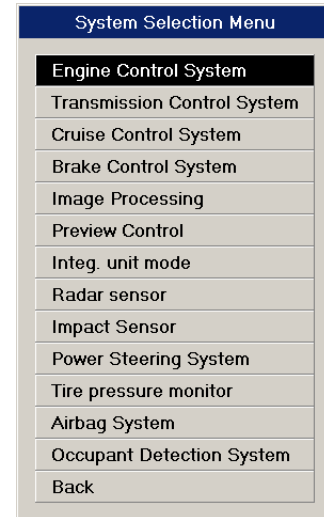 System Selection Menu
Engine Control System
Transmission Control System
Cruise Control System
Brake Control System
Image Processing
Preview Control
Integ. unit mode
Radar sensor
Impact Sensor
Power Steering System
Tire pressure monitor
Airbag System
Occupant Detection System
Back